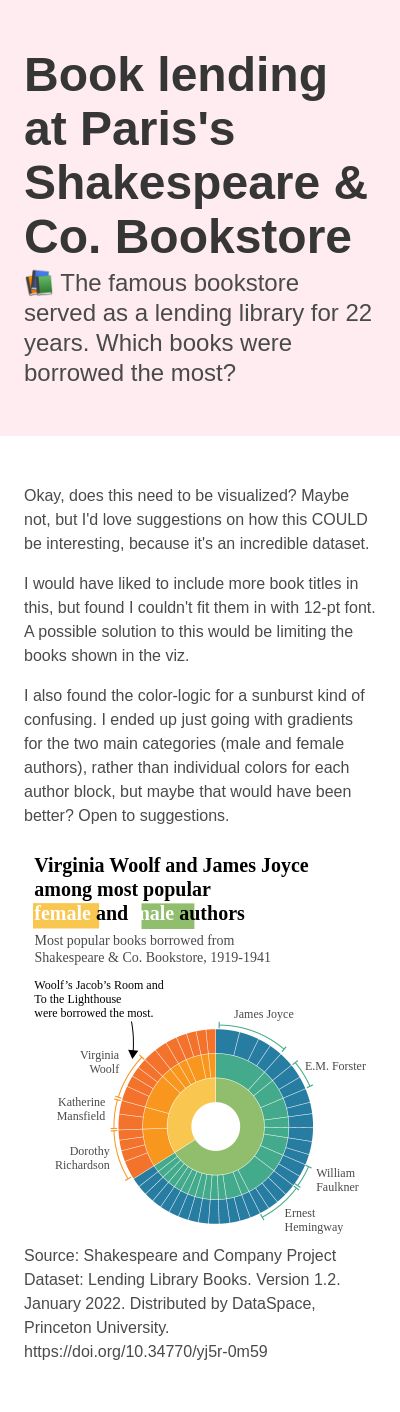 Book lending
at Paris's
Shakespeare &
Co. Bookstore
📚 The famous bookstore
served as a lending library for 22
years. Which books were
borrowed the most?
Okay, does this need to be visualized? Maybe
not, but I'd love suggestions on how this COULD
be interesting, because it's an incredible dataset.
I would have liked to include more book titles in
this, but found I couldn't fit them in with 12-pt font.
A possible solution to this would be limiting the
books shown in the viz.
I also found the color-logic for a sunburst kind of
confusing. I ended up just going with gradients
for the two main categories (male and female
authors), rather than individual colors for each
author block, but maybe that would have been
better? Open to suggestions.
Virginia Woolf and James Joyce
among most popular
female and male authors
Most popular books borrowed from
Shakespeare & Co. Bookstore, 1919-1941
Woolf's Jacob's Room and
To the Lighthouse
were borrowed the most.
James Joyce
Virginia
Woolf
E.M. Forster
Katherine
Mansfield
Dorothy
Richardson
William
Faulkner
Ernest
Hemingway
Source: Shakespeare and Company Project
Dataset: Lending Library Books. Version 1.2.
January 2022. Distributed by DataSpace,
Princeton University.
https://doi.org/10.34770/yj5r-0m59